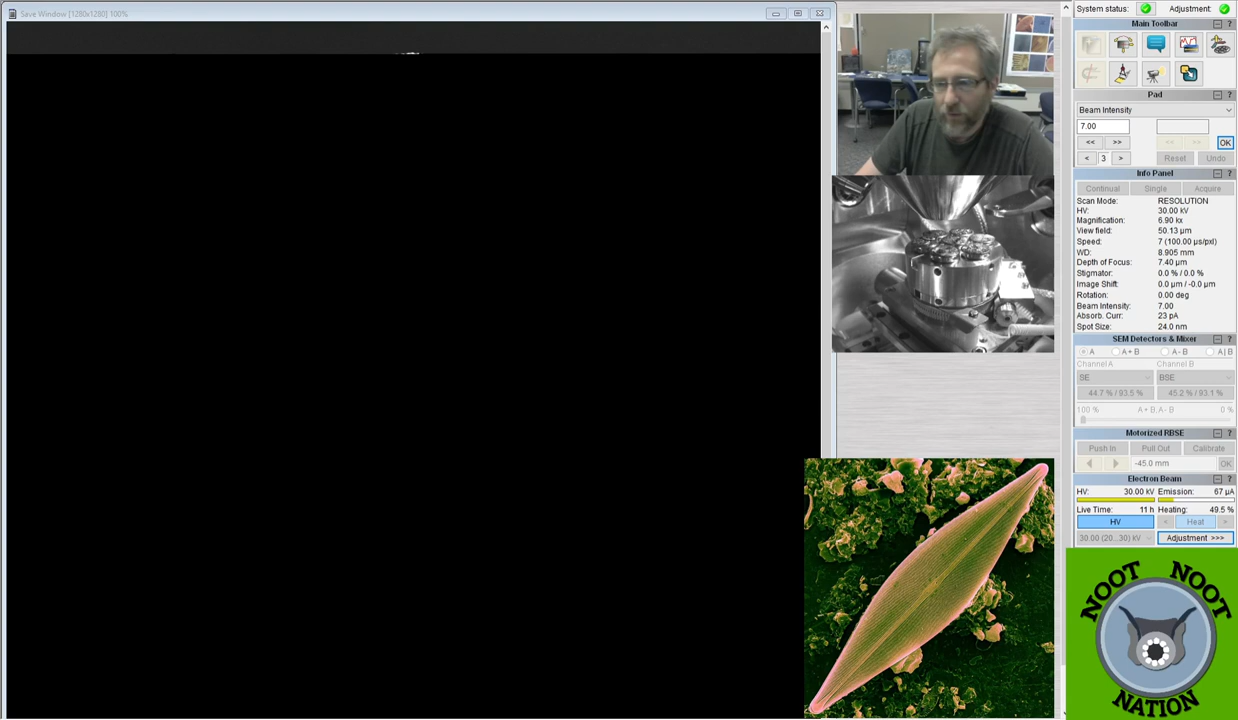 Save Window [1280x1280] 100%
System status:
Adjustment:
Main Toolbar
?
Pad
?
Beam Intensity
7.00
<<
>>
<<
>>
OK
<
3
>
Reset
Undo
Info Panel
?
Continual
Single
Acquire
Scan Mode: RESOLUTION
HV: 30.00 kV
Magnification: 6.90 kx
View field: 50.13 µm
Speed: 7 (100.00 µs/pxl)
WD: 8.905 mm
Depth of Focus: 7.40 µm
Stigmator: 0.0 % / 0.0 %
Image Shift: 0.0 µm / -0.0 µm
Rotation: 0.00 deg
Beam Intensity: 7.00
Absorb. Curr: 23 pA
Spot Size: 24.0 nm
SEM Detectors & Mixer
?
A
A + B
A - B
A | B
Channel A
Channel B
SE
BSE
44.7 % / 93.5 %
45.2 % / 93.1 %
100 %
A + B: A - B
0 %
Motorized RBSE
?
Push In
Pull Out
Calibrate
-45.0 mm
OK
Electron Beam
?
HV: 30.00 kV
Emission: 67 µA
Live Time: 11 h
Heating: 49.5 %
HV
<
Heat
>
30.00 (20...30) kV
Adjustment >>>
NOOT NOOT
NATION